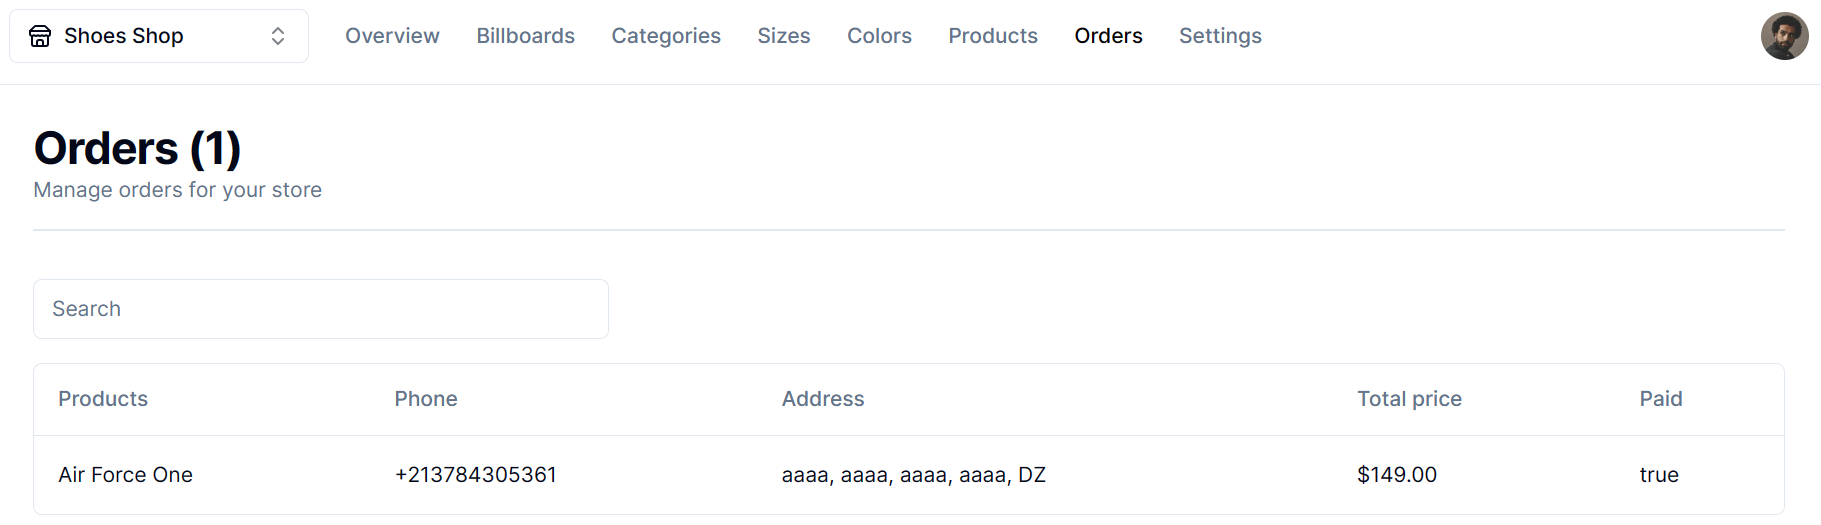 Shoes Shop Overview Billboards Categories Sizes Colors Products Orders Settings
Orders (1)
Manage orders for your store
Search
Products Phone Address Total price Paid
Air Force One +213784305361 aaaa, aaaa, aaaa, aaaa, DZ $149.00 true